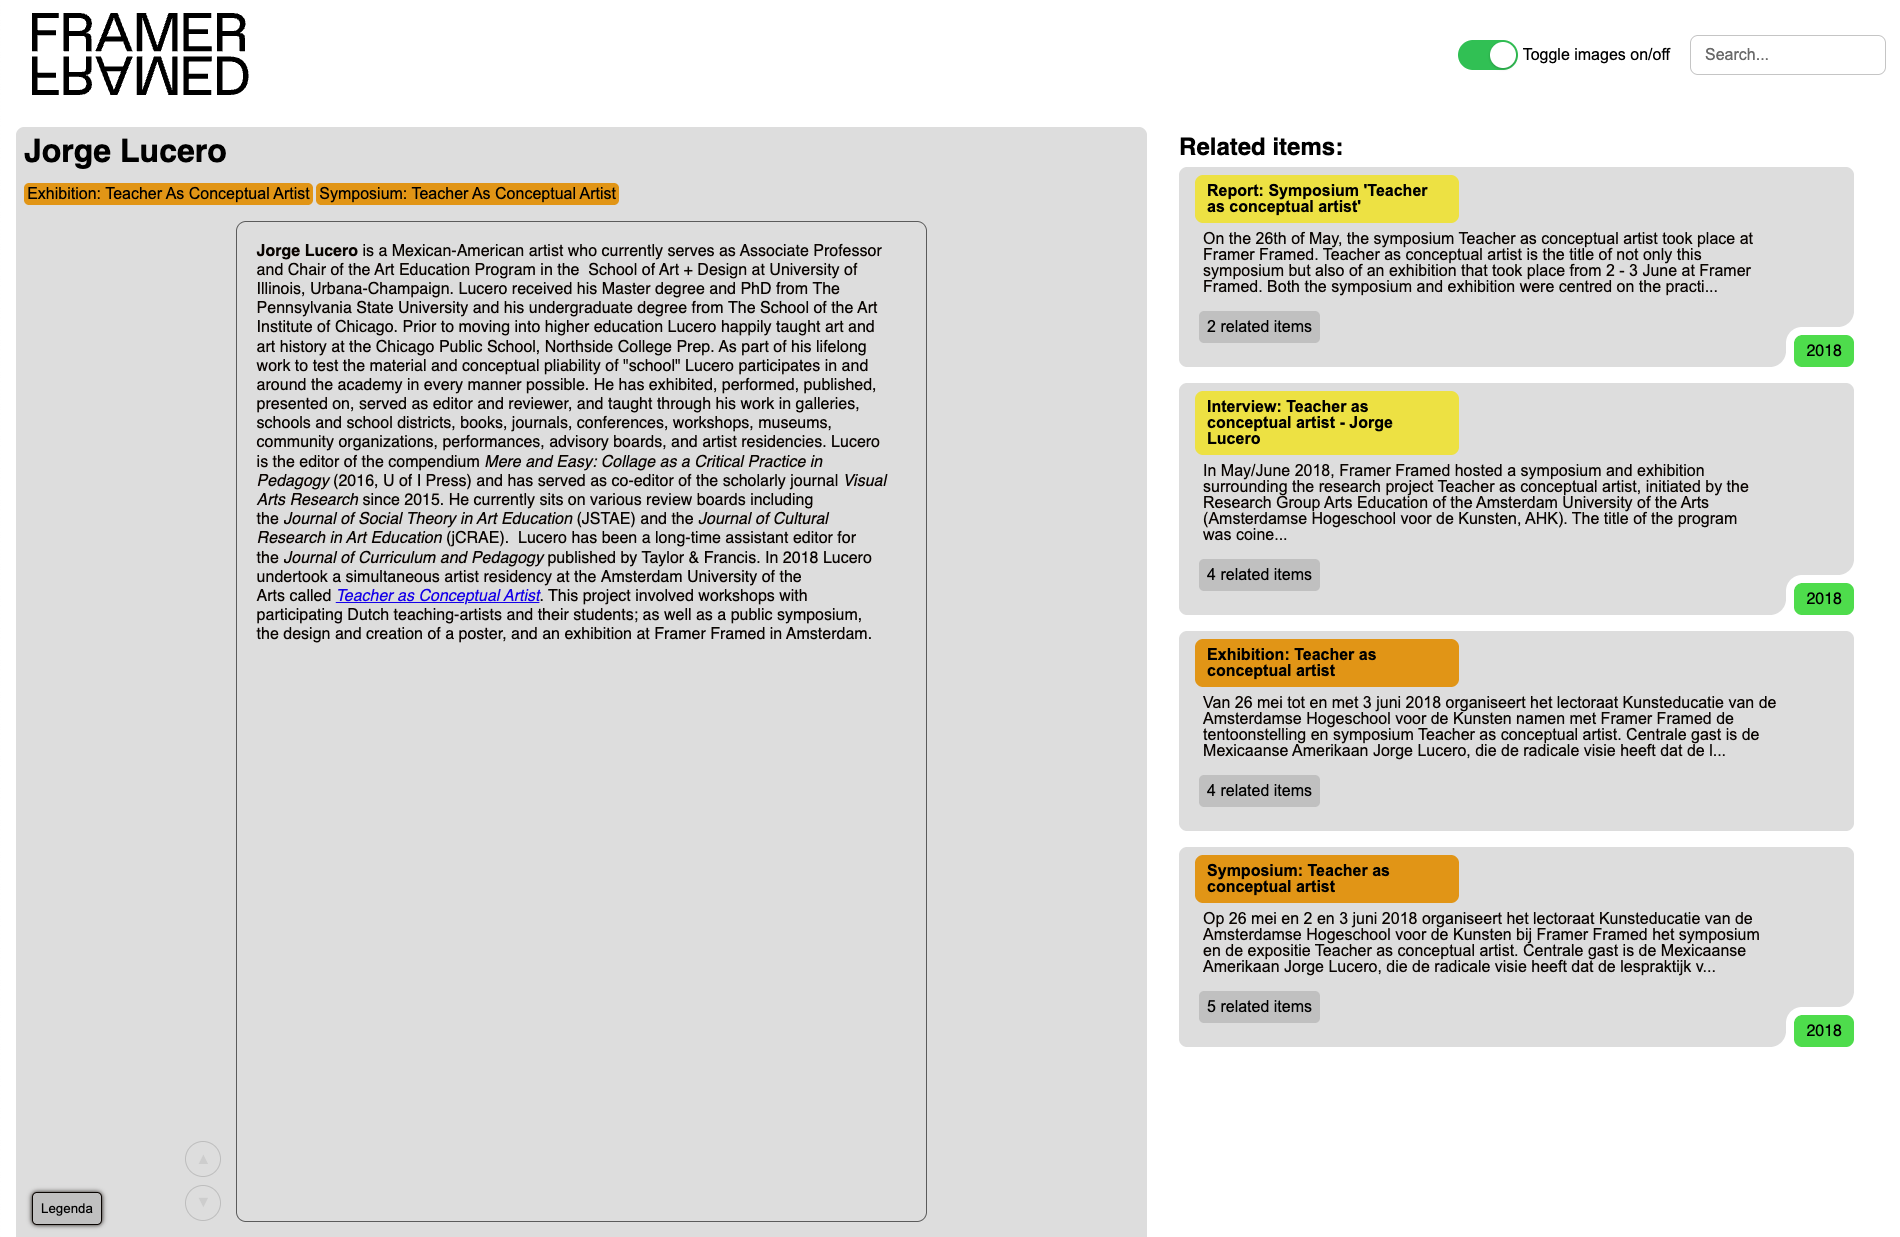 FRAMER
FRAMED
Toggle images on/off
Search...
Jorge Lucero
Exhibition: Teacher As Conceptual Artist Symposium: Teacher As Conceptual Artist
Jorge Lucero is a Mexican-American artist who currently serves as Associate Professor
and Chair of the Art Education Program in the  School of Art + Design at University of
Illinois, Urbana-Champaign. Lucero received his Master degree and PhD from The
Pennsylvania State University and his undergraduate degree from The School of the Art
Institute of Chicago. Prior to moving into higher education Lucero happily taught art and
art history at the Chicago Public School, Northside College Prep. As part of his lifelong
work to test the material and conceptual pliability of "school" Lucero participates in and
around the academy in every manner possible. He has exhibited, performed, published,
presented on, served as editor and reviewer, and taught through his work in galleries,
schools and school districts, books, journals, conferences, workshops, museums,
community organizations, performances, advisory boards, and artist residencies. Lucero
is the editor of the compendium Mere and Easy: Collage as a Critical Practice in
Pedagogy (2016, U of I Press) and has served as co-editor of the scholarly journal Visual
Arts Research since 2015. He currently sits on various review boards including
the Journal of Social Theory in Art Education (JSTAE) and the Journal of Cultural
Research in Art Education (jCRAE).  Lucero has been a long-time assistant editor for
the Journal of Curriculum and Pedagogy published by Taylor & Francis. In 2018 Lucero
undertook a simultaneous artist residency at the Amsterdam University of the
Arts called Teacher as Conceptual Artist. This project involved workshops with
participating Dutch teaching-artists and their students; as well as a public symposium,
the design and creation of a poster, and an exhibition at Framer Framed in Amsterdam.
Legenda
Related items:
Report: Symposium 'Teacher
as conceptual artist'
On the 26th of May, the symposium Teacher as conceptual artist took place at
Framer Framed. Teacher as conceptual artist is the title of not only this
symposium but also of an exhibition that took place from 2 - 3 June at Framer
Framed. Both the symposium and exhibition were centred on the practi...
2 related items
2018
Interview: Teacher as
conceptual artist - Jorge
Lucero
In May/June 2018, Framer Framed hosted a symposium and exhibition
surrounding the research project Teacher as conceptual artist, initiated by the
Research Group Arts Education of the Amsterdam University of the Arts
(Amsterdamse Hogeschool voor de Kunsten, AHK). The title of the program
was coine...
4 related items
2018
Exhibition: Teacher as
conceptual artist
Van 26 mei tot en met 3 juni 2018 organiseert het lectoraat Kunsteducatie van de
Amsterdamse Hogeschool voor de Kunsten namen met Framer Framed de
tentoonstelling en symposium Teacher as conceptual artist. Centrale gast is de
Mexicaanse Amerikaan Jorge Lucero, die de radicale visie heeft dat de l...
4 related items
Symposium: Teacher as
conceptual artist
Op 26 mei en 2 en 3 juni 2018 organiseert het lectoraat Kunsteducatie van de
Amsterdamse Hogeschool voor de Kunsten bij Framer Framed het symposium
en de expositie Teacher as conceptual artist. Centrale gast is de Mexicaanse
Amerikaan Jorge Lucero, die de radicale visie heeft dat de lespraktijk v...
5 related items
2018